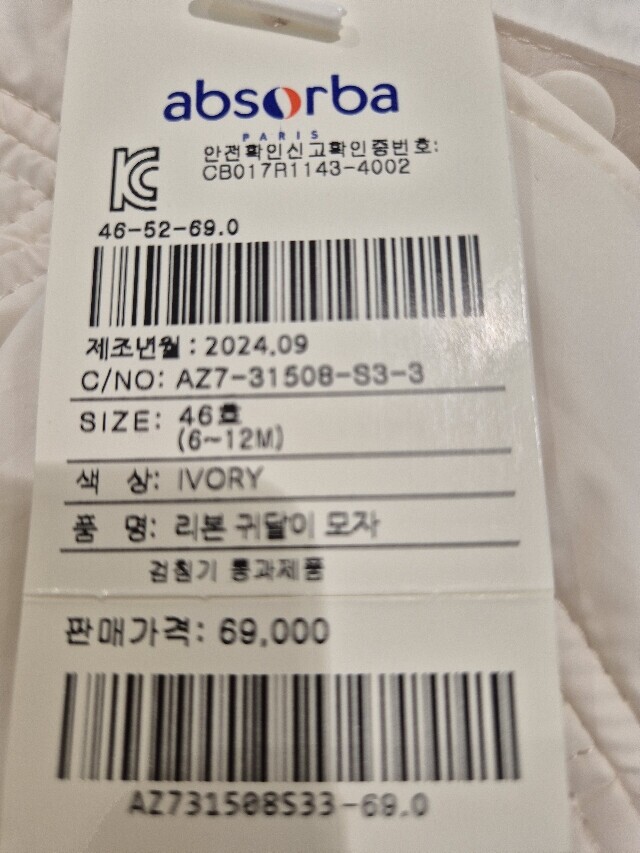 absorba
PARIS
안전확인신고확인증번호:
CB017R1143-4002
46-52-69.0
제조년월 : 2024.09
C/NO: AZ7-31508-S3-3
SIZE: 46호
(6~12M)
색 상: IVORY
품 명: 리본 귀달이 모자
검침기 통과제품
판매가격: 69,000
AZ731508S33-69.0